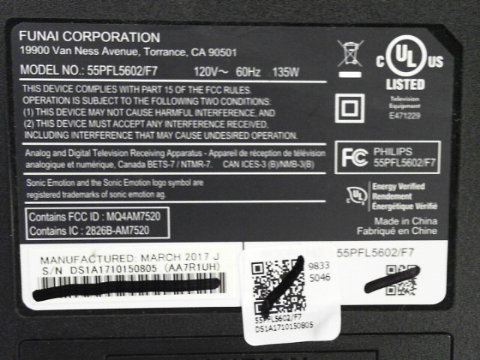 FUNAI CORPORATION
19900 Van Ness Avenue, Torrance, CA 90501
MODEL NO.: 55PFL5602/F7 120V~ 60Hz 135W
THIS DEVICE COMPLIES WITH PART 15 OF THE FCC RULES.
OPERATION IS SUBJECT TO THE FOLLOWING TWO CONDITIONS:
(1) THIS DEVICE MAY NOT CAUSE HARMFUL INTERFERENCE, AND
(2) THIS DEVICE MUST ACCEPT ANY INTERFERENCE RECEIVED,
INCLUDING INTERFERENCE THAT MAY CAUSE UNDESIRED OPERATION.
Analog and Digital Television Receiving Apparatus - Appareil de réception de télévision
analogique et numérique, Canada BETS-7 / NTMR-7. CAN ICES-3 (B)/NMB-3(B)
Sonic Emotion and the Sonic Emotion logo symbol are
registered trademarks of sonic emotion ag.
Contains FCC ID : MQ4AM7520
Contains IC : 2826B-AM7520
C UL US
LISTED
Television
Equipment
E471229
FC PHILIPS
55PFL5602/F7
UL
Energy Verified
Rendement
Énergétique Vérifié
Made in China
Fabriqué en Chine
MANUFACTURED: MARCH 2017 J
S/N DS1A1710150805 (AA7R1UH)
9833
5046
55PFL5602/F7
DS1A1710150805
55PFL5602/F7